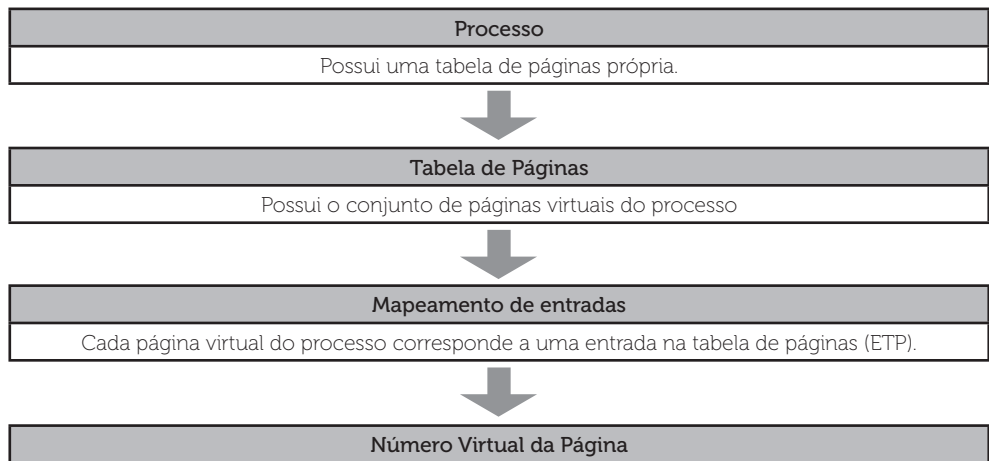 Processo
Possui uma tabela de páginas própria.
Tabela de Páginas
Possui o conjunto de páginas virtuais do processo
Mapeamento de entradas
Cada página virtual do processo corresponde a uma entrada na tabela de páginas (ETP).
Número Virtual da Página